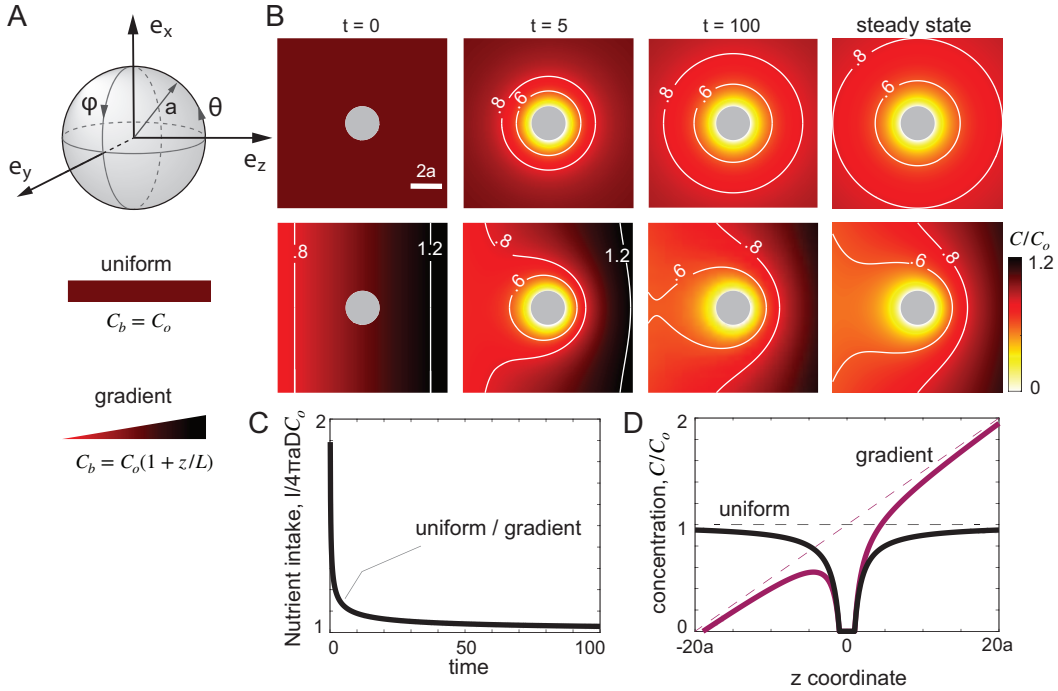 A
e_x
φ
a
θ
e_y
e_z
uniform
C_b = C_o
gradient
C_b = C_o(1 + z/L)
B
t = 0
t = 5
t = 100
steady state
2a
.8
.6
.8
.6
.8
.6
.8
1.2
.8
.6
1.2
.8
.6
.8
.6
C/C_o
1.2
0
C
Nutrient intake, I/4πaDC_o
2
1
uniform / gradient
0
50
100
time
D
concentration, C/C_o
2
1
0
gradient
uniform
-20a
0
20a
z coordinate